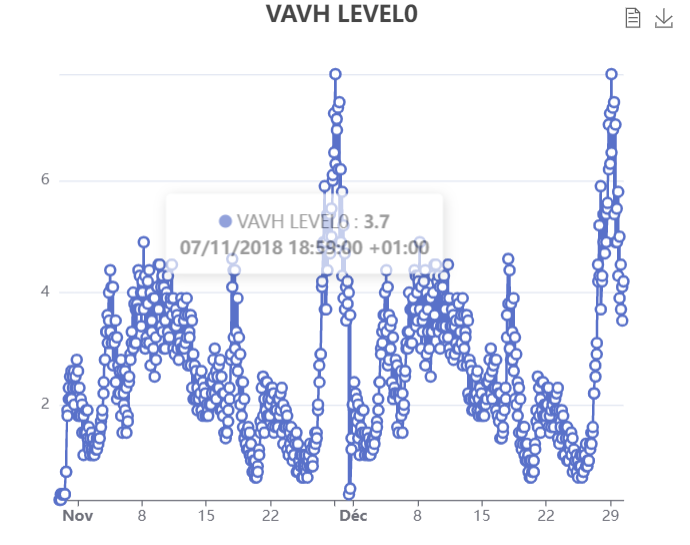 VAVH LEVEL0
6
VAVH LEVEL0 : 3.7
07/11/2018 18:59:00 +01:00
4
2
Nov 8 15 22 Déc 8 15 22 29